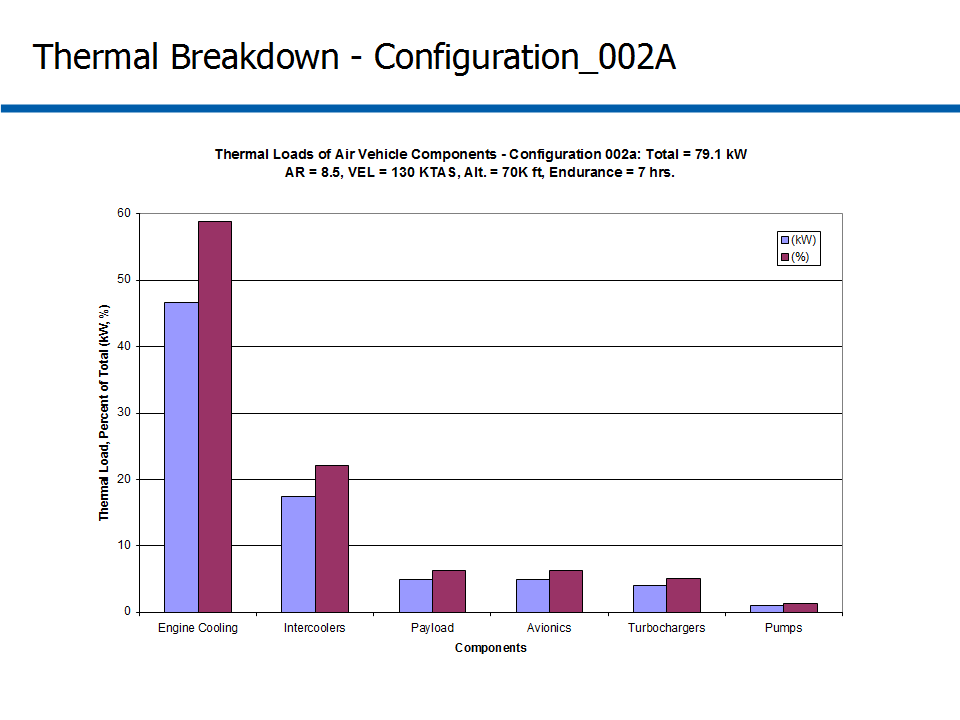 Thermal Breakdown - Configuration_002A
Thermal Loads of Air Vehicle Components - Configuration 002a: Total = 79.1 kW
AR = 8.5, VEL = 130 KTAS, Alt. = 70K ft, Endurance = 7 hrs.
60
50
40
30
20
10
0
Thermal Load, Percent of Total (kW, %)
(kW)
(%)
Engine Cooling
Intercoolers
Payload
Avionics
Turbochargers
Pumps
Components